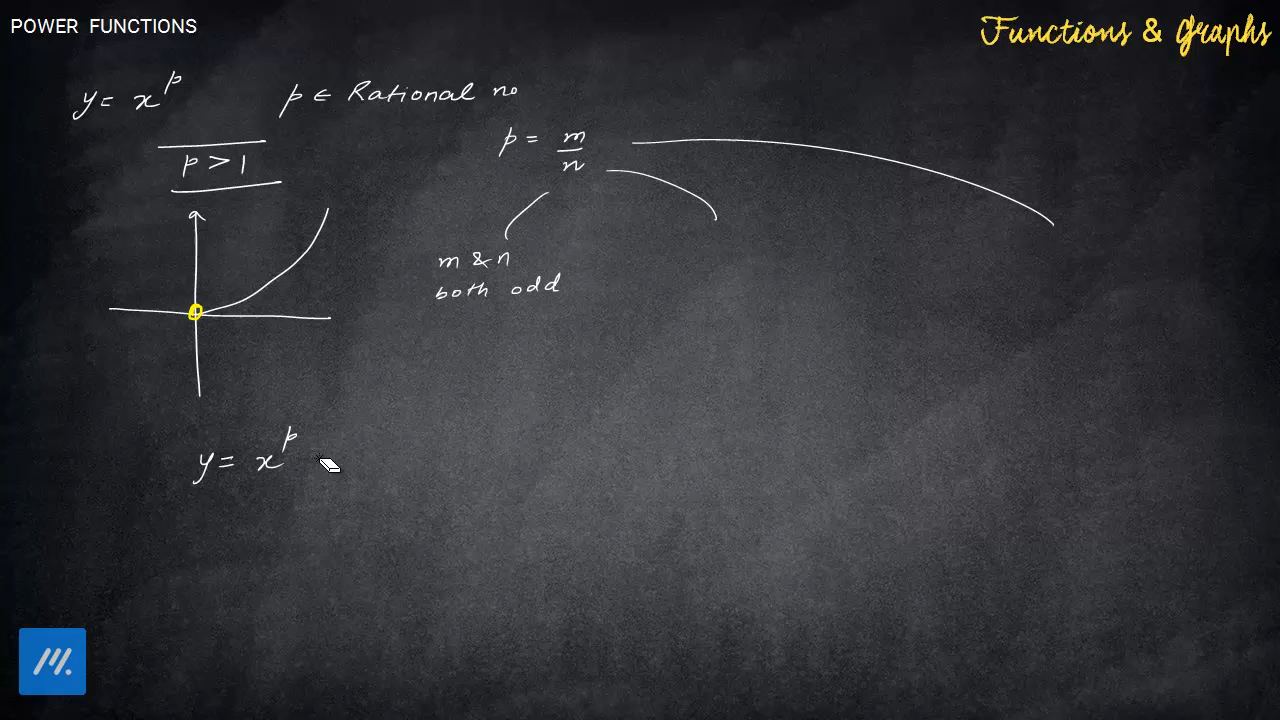 POWER FUNCTIONS
Functions & Graphs
y = x^p p ∈ Rational no
p > 1
p = m/n
m & n
both odd
y = x^p